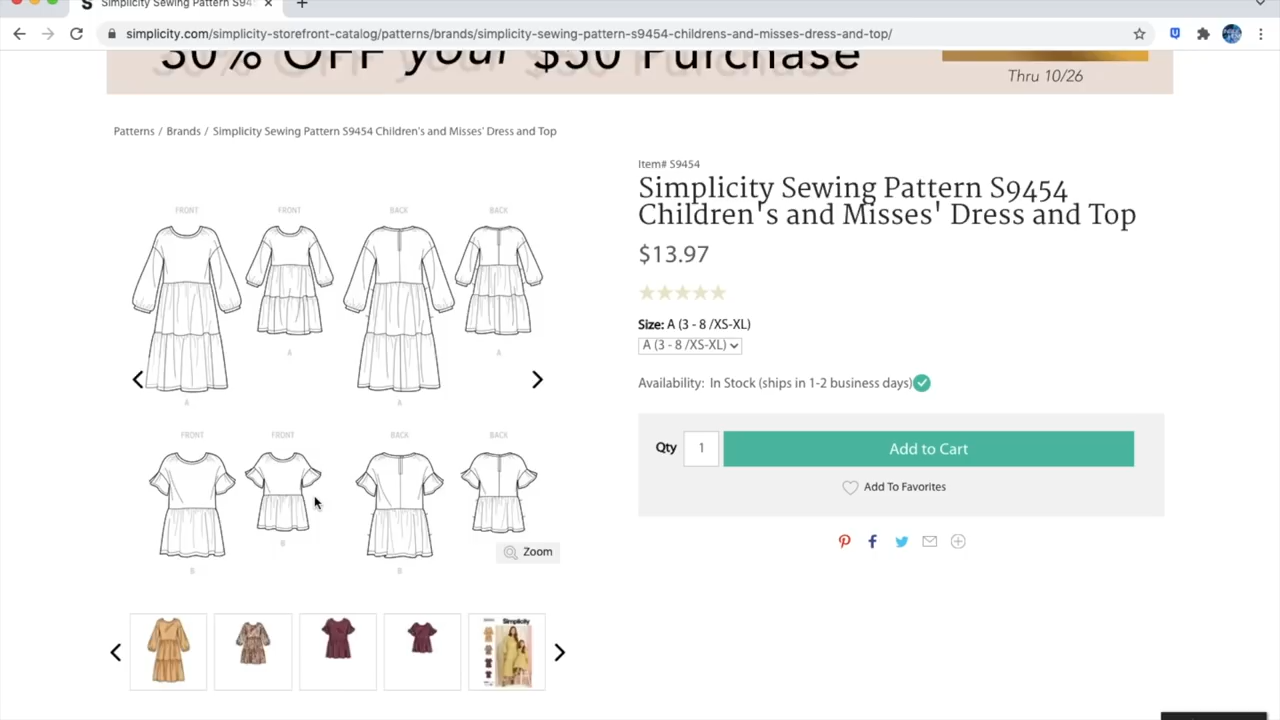 Simplicity Sewing Pattern S94
simplicity.com/simplicity-storefront-catalog/patterns/brands/simplicity-sewing-pattern-s9454-childrens-and-misses-dress-and-top/
30% OFF your $50 Purchase
Thru 10/26
Patterns / Brands / Simplicity Sewing Pattern S9454 Children's and Misses' Dress and Top
Item# S9454
Simplicity Sewing Pattern S9454
Children's and Misses' Dress and Top
$13.97
Size: A (3 - 8 /XS-XL)
A (3 - 8 /XS-XL)
Availability: In Stock (ships in 1-2 business days)
Qty 1 Add to Cart
Add To Favorites
FRONT FRONT BACK BACK
A A
A A
FRONT FRONT BACK BACK
B
B B
Zoom
Simplicity